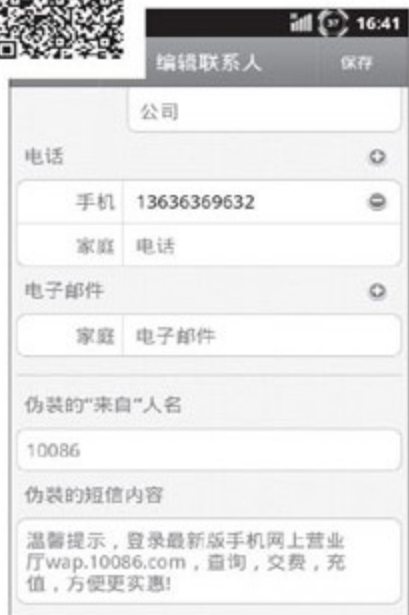 16:41
编辑联系人 保存
公司
电话
手机 13636369632
家庭 电话
电子邮件
家庭 电子邮件
伪装的"来自"人名
10086
伪装的短信内容
温馨提示，登录最新版手机网上营业
厅wap.10086.com，查询，交费，充
值，方便更实惠!